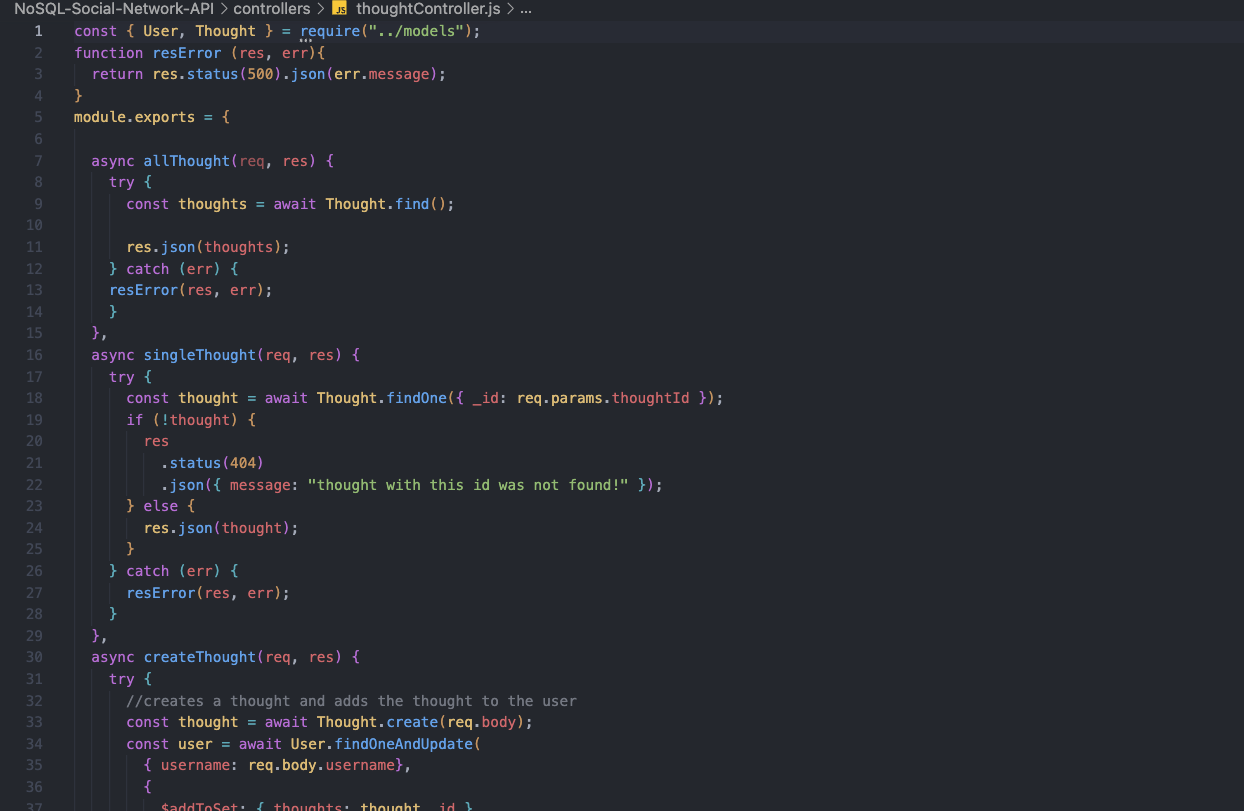 NoSQL-Social-Network-API > controllers > JS thoughtController.js > ...
1 const { User, Thought } = require("../models");
2 function resError (res, err){
3 return res.status(500).json(err.message);
4 }
5 module.exports = {
6
7 async allThought(req, res) {
8 try {
9 const thoughts = await Thought.find();
10
11 res.json(thoughts);
12 } catch (err) {
13 resError(res, err);
14 }
15 },
16 async singleThought(req, res) {
17 try {
18 const thought = await Thought.findOne({ _id: req.params.thoughtId });
19 if (!thought) {
20 res
21 .status(404)
22 .json({ message: "thought with this id was not found!" });
23 } else {
24 res.json(thought);
25 }
26 } catch (err) {
27 resError(res, err);
28 }
29 },
30 async createThought(req, res) {
31 try {
32 //creates a thought and adds the thought to the user
33 const thought = await Thought.create(req.body);
34 const user = await User.findOneAndUpdate(
35 { username: req.body.username},
36 {
37 $addToSet: { thoughts: thought._id }